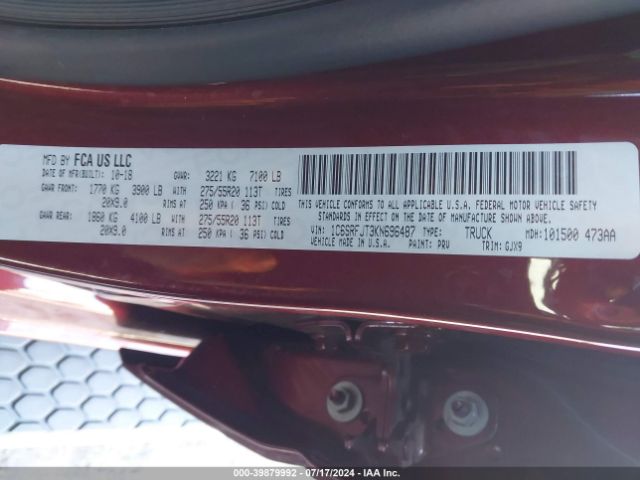 MFD BY FCA US LLC
DATE OF MFR(BUILT): 10-18 GVWR: 3221 KG 7100 LB
GAWR FRONT: 1770 KG 3900 LB WITH 275/55R20 113T TIRES
20X9.0 RIMS AT 250 KPA ( 36 PSI) COLD
GAWR REAR: 1860 KG 4100 LB WITH 275/55R20 113T TIRES
20X9.0 RIMS AT 250 KPA ( 36 PSI) COLD
THIS VEHICLE CONFORMS TO ALL APPLICABLE U.S.A. FEDERAL MOTOR VEHICLE SAFETY
STANDARDS IN EFFECT ON THE DATE OF MANUFACTURE SHOWN ABOVE.
VIN: 1C6SRFJT3KN696487 TYPE: TRUCK MDH: 101500 473AA
PAINT: PRV TRIM: GJX9
000-39879992 | 07/17/2024 | IAA Inc.